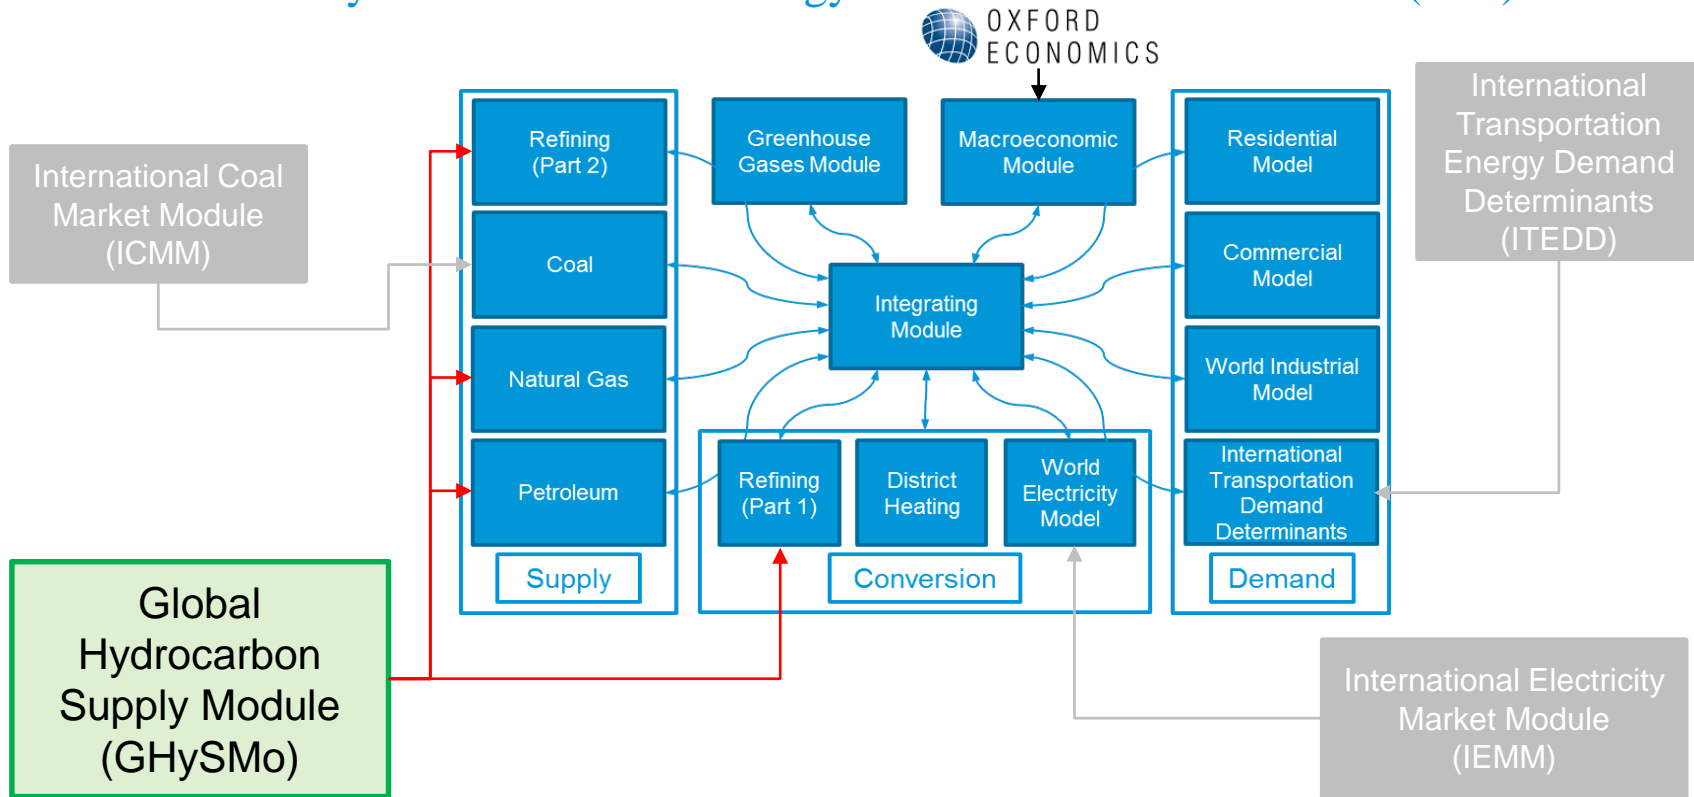 OXFORD
ECONOMICS
International
Transportation
Energy Demand
Determinants
(ITEDD)
International Coal
Market Module
(ICMM)
Refining
(Part 2)
Greenhouse
Gases Module
Macroeconomic
Module
Residential
Model
Coal
Integrating
Module
Commercial
Model
Natural Gas
World Industrial
Model
Petroleum
Refining
(Part 1)
District
Heating
World
Electricity
Model
International
Transportation
Demand
Determinants
Supply
Conversion
Demand
Global
Hydrocarbon
Supply Module
(GHySMo)
International Electricity
Market Module
(IEMM)